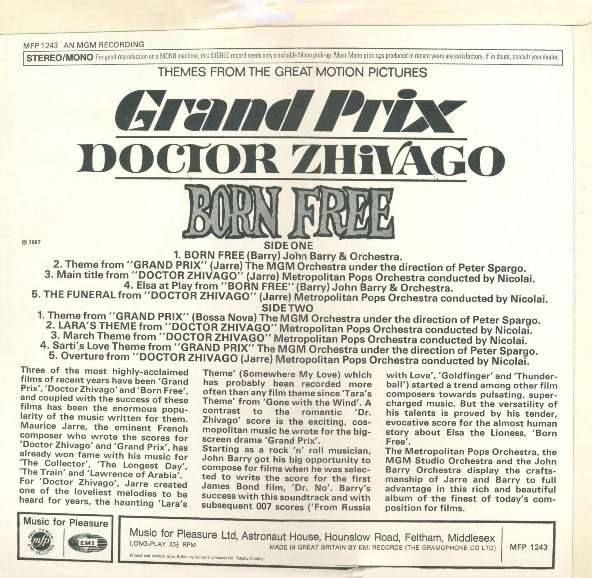 MFP 1243 AN MGM RECORDING
STEREO/MONO For good reproduction on a MONO machine, this STEREO record needs only a suitable Mono pick-up. Most Mono pick ups produced in recent years are satisfactory. If in doubt, consult your dealer.
THEMES FROM THE GREAT MOTION PICTURES
Grand Prix
DOCTOR ZHiVAGO
BORN FREE
℗ 1967
SIDE ONE
1. BORN FREE (Barry) John Barry & Orchestra.
2. Theme from "GRAND PRIX" (Jarre) The MGM Orchestra under the direction of Peter Spargo.
3. Main title from "DOCTOR ZHIVAGO" (Jarre) Metropolitan Pops Orchestra conducted by Nicolai.
4. Elsa at Play from "BORN FREE" (Barry) John Barry & Orchestra.
5. THE FUNERAL from "DOCTOR ZHIVAGO" (Jarre) Metropolitan Pops Orchestra conducted by Nicolai.
SIDE TWO
1. Theme from "GRAND PRIX" (Bossa Nova) The MGM Orchestra under the direction of Peter Spargo.
2. LARA'S THEME from "DOCTOR ZHIVAGO" Metropolitan Pops Orchestra conducted by Nicolai.
3. March Theme from "DOCTOR ZHIVAGO" Metropolitan Pops Orchestra conducted by Nicolai.
4. Sarti's Love Theme from "GRAND PRIX" The MGM Orchestra under the direction of Peter Spargo.
5. Overture from "DOCTOR ZHIVAGO (Jarre) Metropolitan Pops Orchestra conducted by Nicolai.
Three of the most highly-acclaimed
films of recent years have been 'Grand
Prix', 'Doctor Zhivago' and 'Born Free',
and coupled with the success of these
films has been the enormous popu-
larity of the music written for them.
Maurice Jarre, the eminent French
composer who wrote the scores for
'Doctor Zhivago' and 'Grand Prix', has
already won fame with his music for
'The Collector', 'The Longest Day',
'The Train' and 'Lawrence of Arabia'.
For 'Doctor Zhivago', Jarre created
one of the loveliest melodies to be
heard for years, the haunting 'Lara's
Theme' (Somewhere My Love) which
has probably been recorded more
often than any film theme since 'Tara's
Theme' from 'Gone with the Wind'. A
contrast to the romantic 'Dr.
Zhivago' score is the exciting, cos-
mopolitan music he wrote for the big-
screen drama 'Grand Prix'.
Starting as a rock 'n' roll musician,
John Barry got his big opportunity to
compose for films when he was selec-
ted to write the score for the first
James Bond film, 'Dr. No'. Barry's
success with this soundtrack and with
subsequent 007 scores ('From Russia
with Love', 'Goldfinger' and 'Thunder-
ball') started a trend among other film
composers towards pulsating, super-
charged music. But the versatility of
his talents is proved by his tender,
evocative score for the almost human
story about Elsa the Lioness, 'Born
Free'.
The Metropolitan Pops Orchestra, the
MGM Studio Orchestra and the John
Barry Orchestra display the crafts-
manship of Jarre and Barry to full
advantage in this rich and beautiful
album of the finest of today's com-
position for films.
Music for Pleasure
mfp
EMI
Music for Pleasure Ltd, Astronaut House, Hounslow Road, Feltham, Middlesex
LONG-PLAY 33⅓ RPM
MADE IN GREAT BRITAIN BY EMI RECORDS (THE GRAMOPHONE CO LTD)
MFP 1243